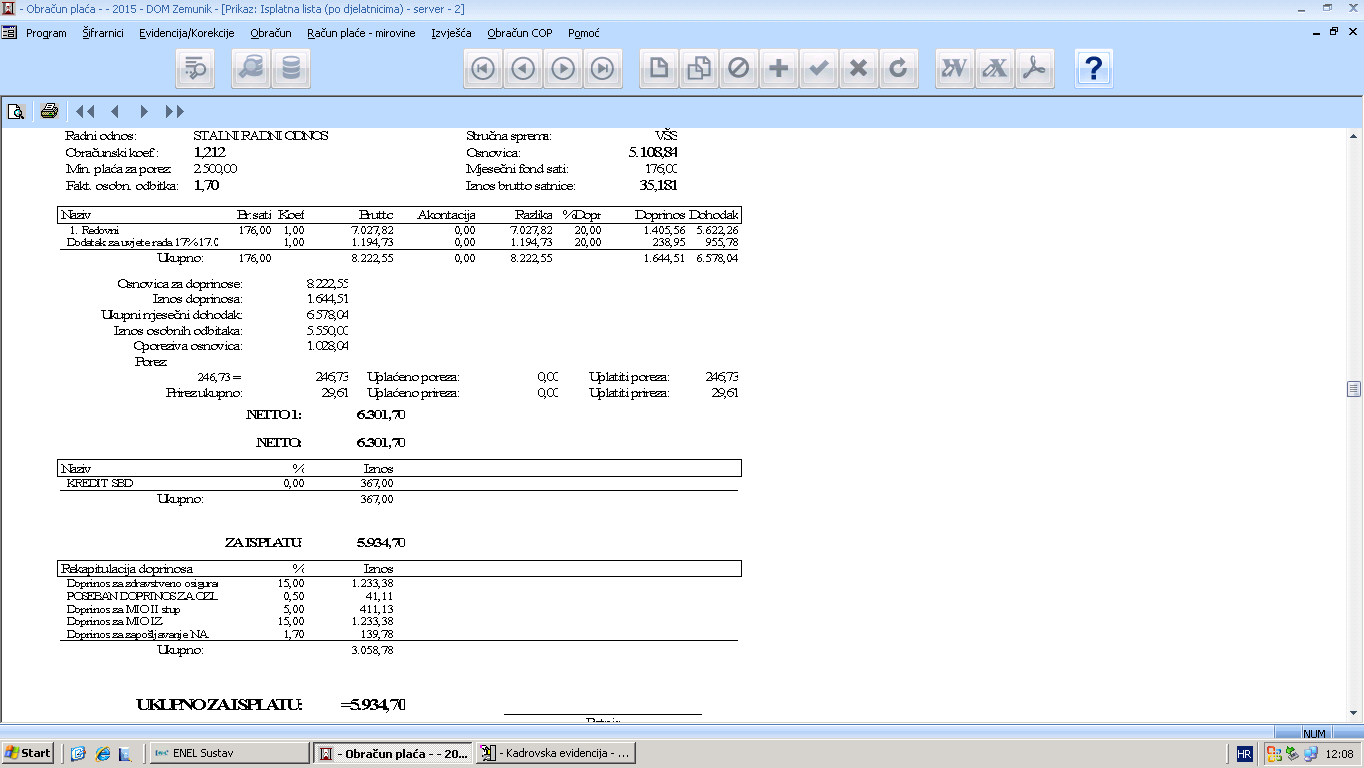 - Obračun plaća - - 2015 - DOM Zemunik - [Prikaz: Isplatna lista (po djelatnicima) - server - 2]
Program Šifrarnici Evidencija/Korekcije Obračun Račun plaće - mirovine Izvješća Obračun COP Pomoć
Radni odnos: STALNI RADNI ODNOS Stručna sprema: VŠS
Obračunski koef.: 1,212 Osnovica: 5.108,84
Min. plaća za porez: 2.500,00 Mjesečni fond sati: 176,00
Fakt. osobn. odbitka: 1,70 Iznos brutto satnice: 35,181
Naziv Br.sati Koef Brutto Akontacija Razlika %Dopr Doprinos Dohodak
1. Redovni 176,00 1,00 7.027,82 0,00 7.027,82 20,00 1.405,56 5.622,26
Dodatak za uvjete rada 17% 17.0 1,00 1.194,73 0,00 1.194,73 20,00 238,95 955,78
Ukupno: 176,00 8.222,55 0,00 8.222,55 1.644,51 6.578,04
Osnovica za doprinose: 8.222,55
Iznos doprinosa: 1.644,51
Ukupni mjesečni dohodak: 6.578,04
Iznos osobnih odbitaka: 5.550,00
Oporeziva osnovica: 1.028,04
Porez:
246,73 = 246,73 Uplaćeno poreza: 0,00 Uplatiti poreza: 246,73
Prirez ukupno: 29,61 Uplaćeno prireza: 0,00 Uplatiti prireza: 29,61
NETTO 1: 6.301,70
NETTO: 6.301,70
Naziv % Iznos
KREDIT SBD 0,00 367,00
Ukupno: 367,00
ZA ISPLATU: 5.934,70
Rekapitulacija doprinosa % Iznos
Doprinos za zdravstveno osigura 15,00 1.233,38
POSEBAN DOPRINOS ZA OZL 0,50 41,11
Doprinos za MIO II stup 5,00 411,13
Doprinos za MIO IZ 15,00 1.233,38
Doprinos za zapošljavanje NA 1,70 139,78
Ukupno: 3.058,78
UKUPNO ZA ISPLATU: =5.934,70
NUM
Start ENEL Sustav - Obračun plaća - - 20... - Kadrovska evidencija - ... HR 12:08